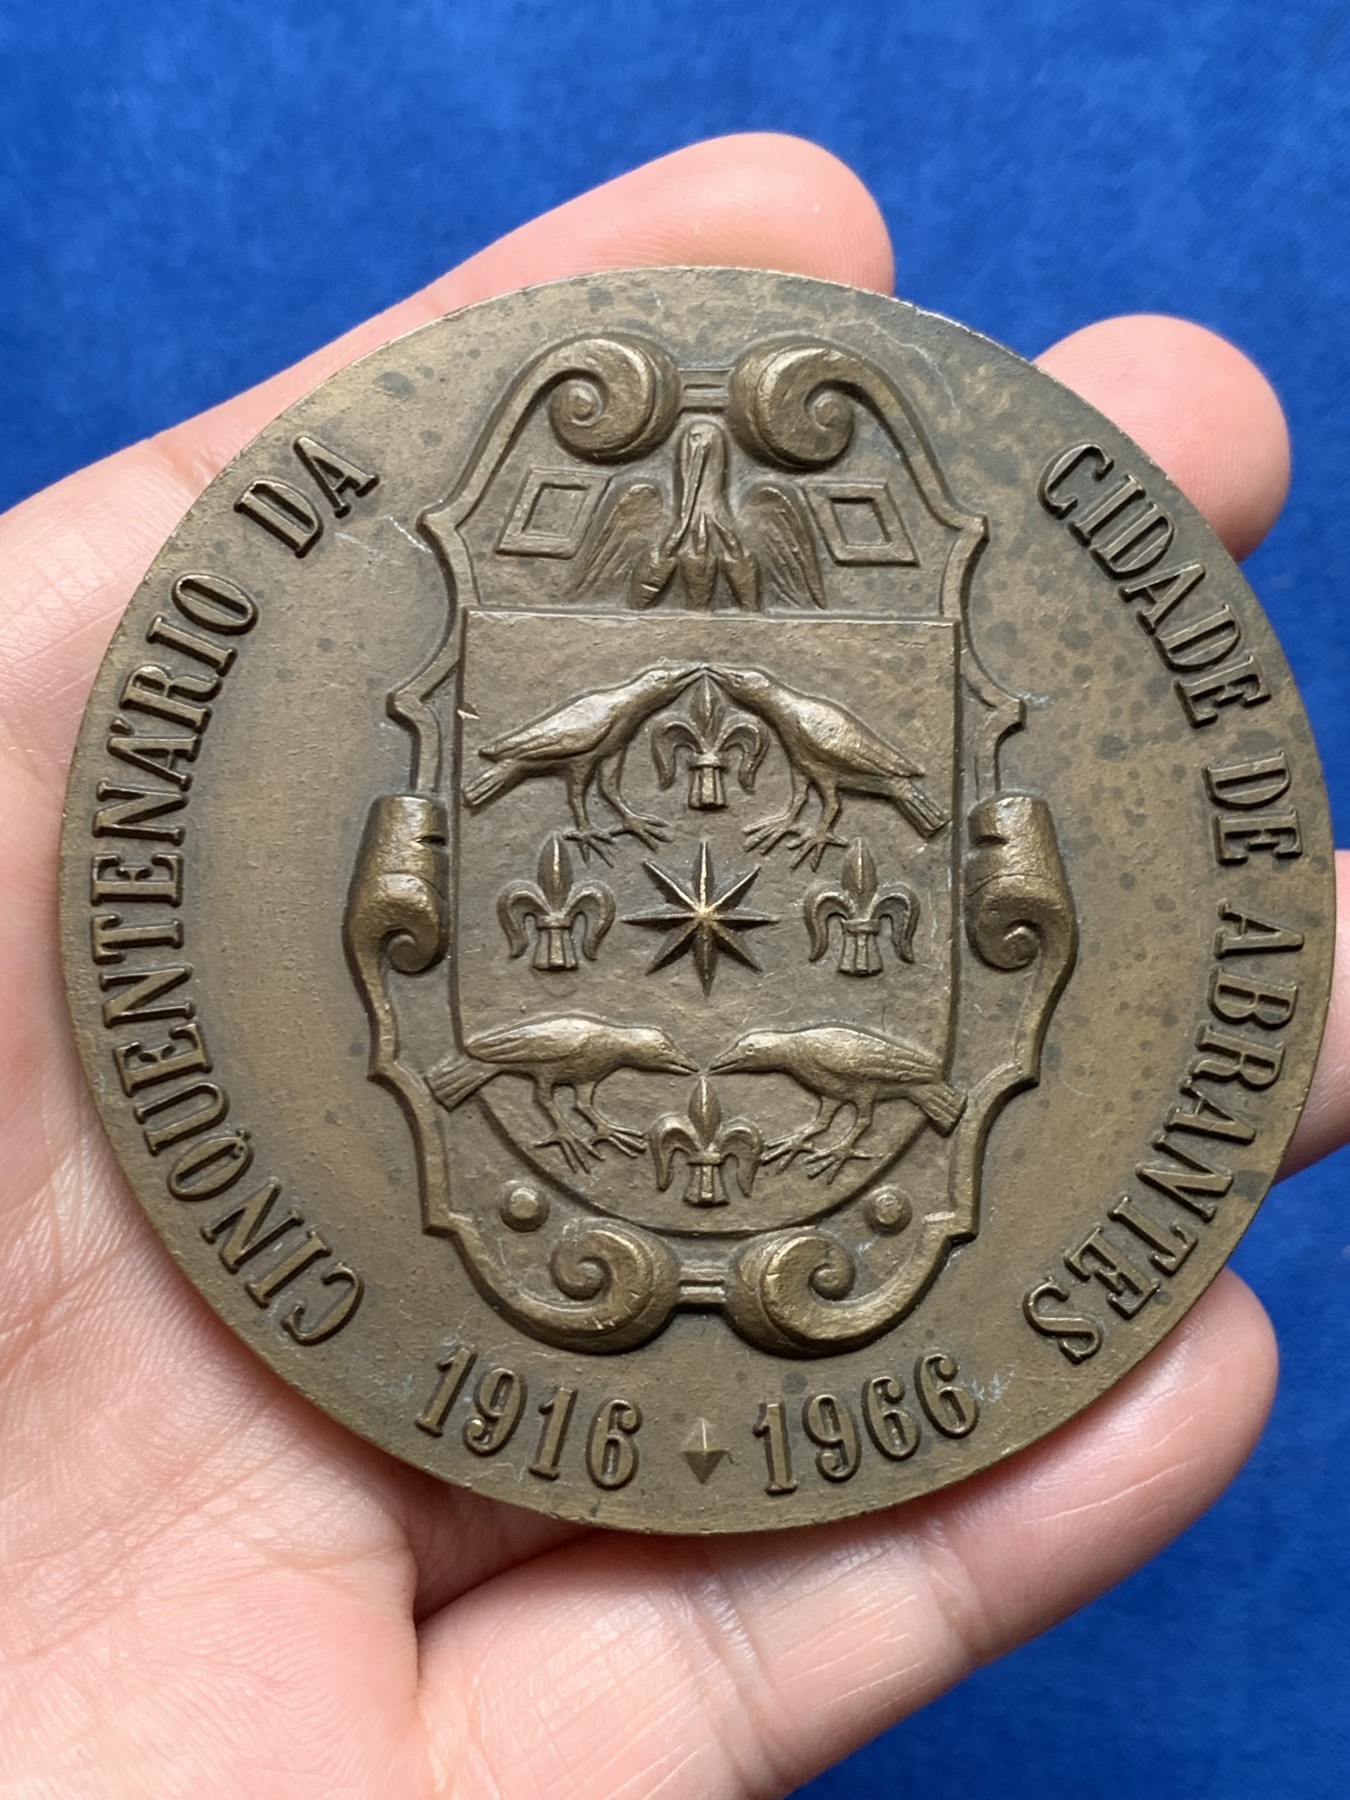 CINQUENTENÁRIO DA CIDADE DE ABRANTES
1916 1966